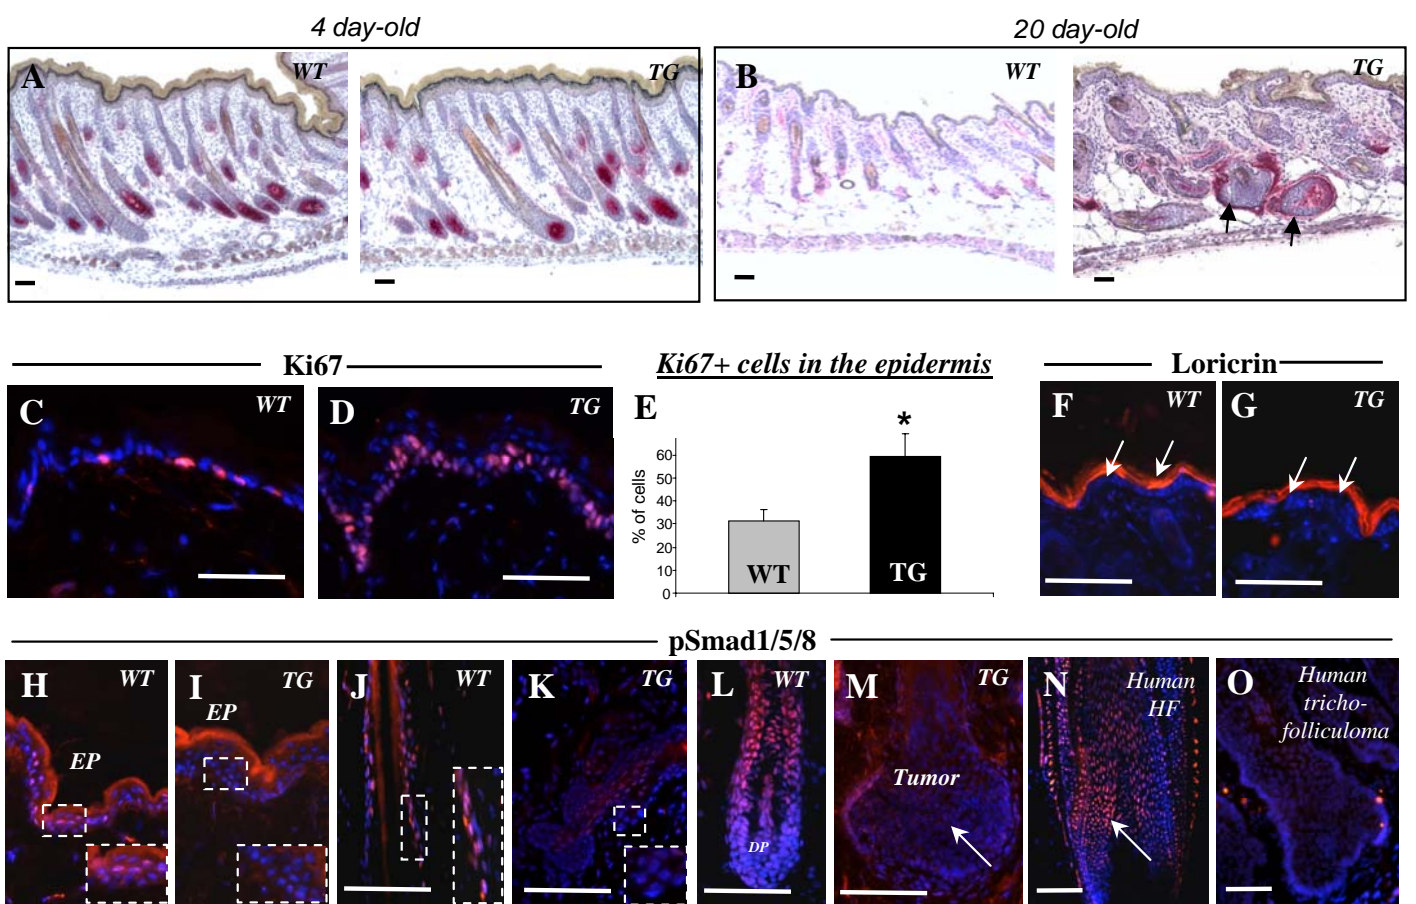 4 day-old
20 day-old
A WT TG B WT TG
Ki67
Ki67+ cells in the epidermis
Loricrin
C WT D TG
E
*
% of cells
60
50
40
30
20
10
0
WT TG
F WT G TG
pSmad1/5/8
H WT I TG J WT K TG L WT M TG N Human O Human
HF tricho-
folliculoma
EP
EP
Tumor
DP